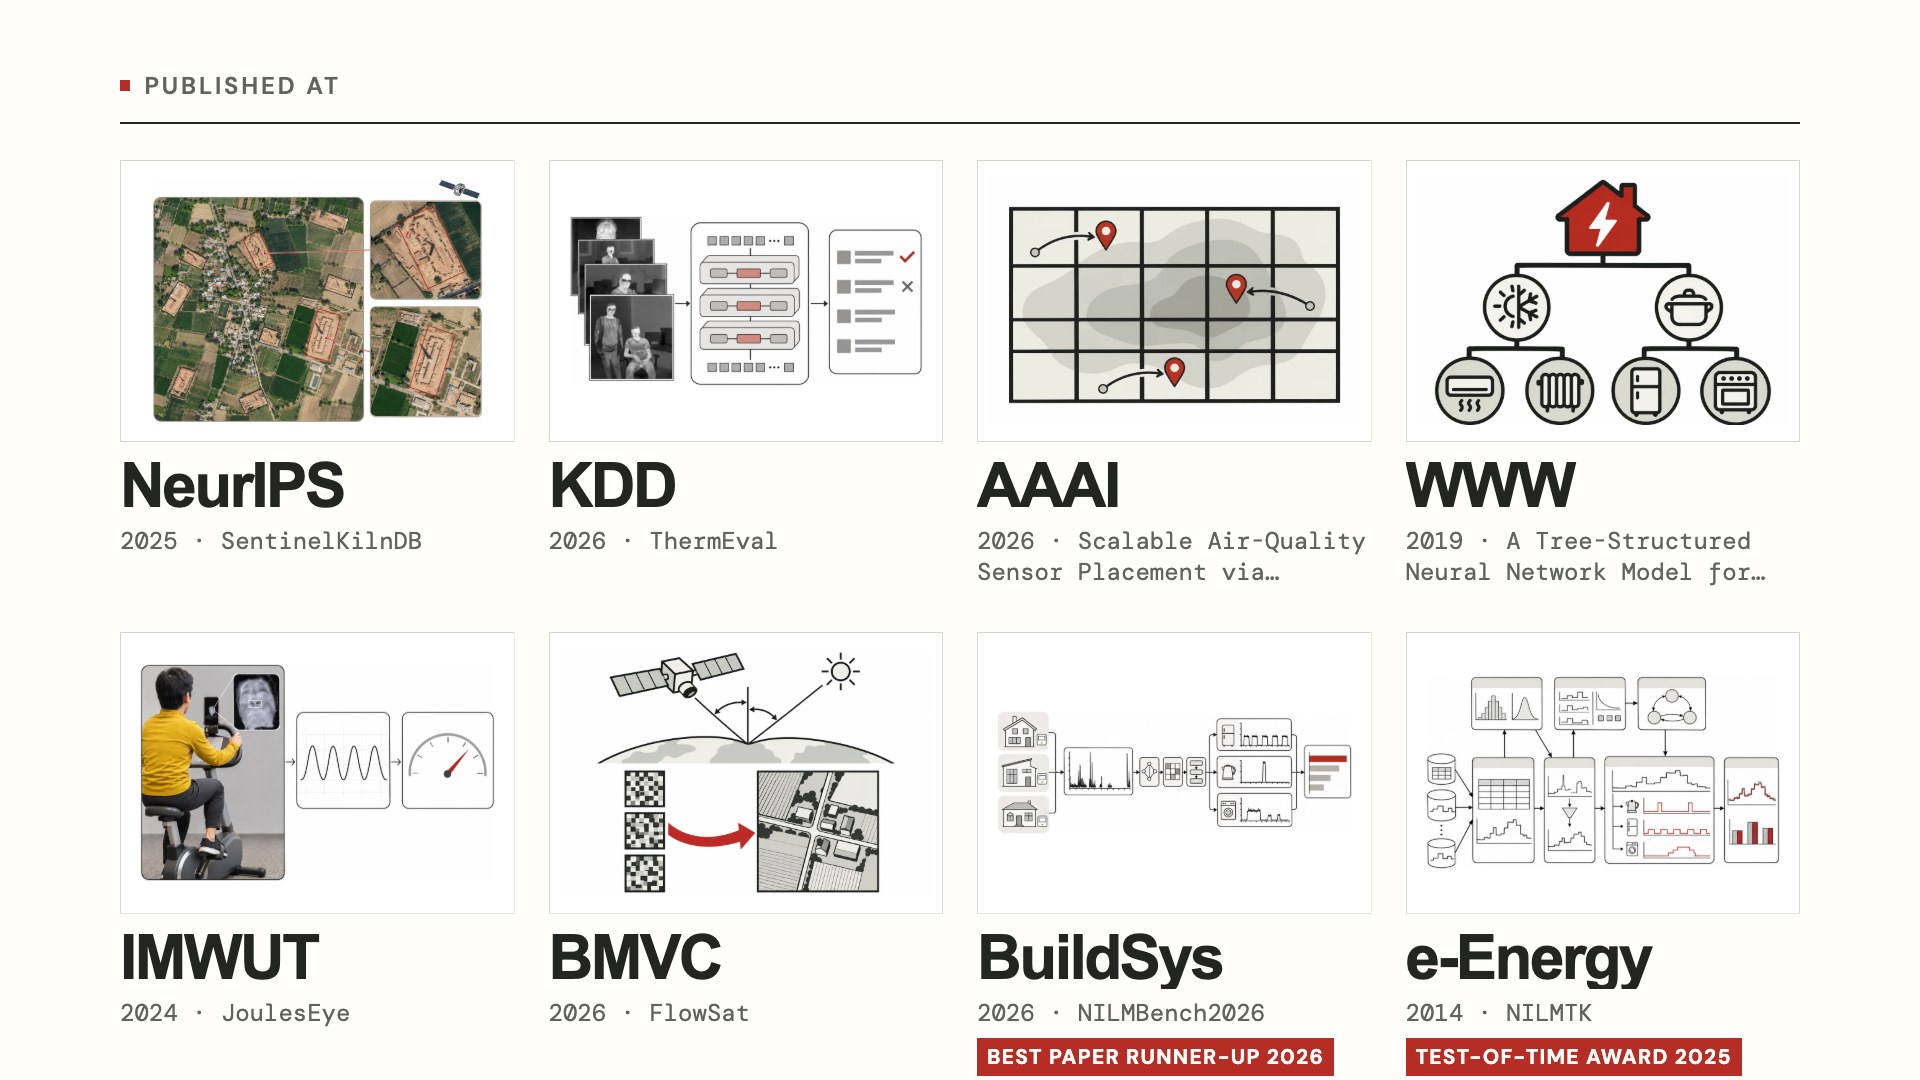 PUBLISHED AT
NeurIPS
2025 · SentinelKilnDB
KDD
2026 · ThermEval
AAAI
2026 · Scalable Air-Quality
Sensor Placement via…
WWW
2019 · A Tree-Structured
Neural Network Model for…
IMWUT
2024 · JoulesEye
BMVC
2026 · FlowSat
BuildSys
2026 · NILMBench2026
BEST PAPER RUNNER-UP 2026
e-Energy
2014 · NILMTK
TEST-OF-TIME AWARD 2025